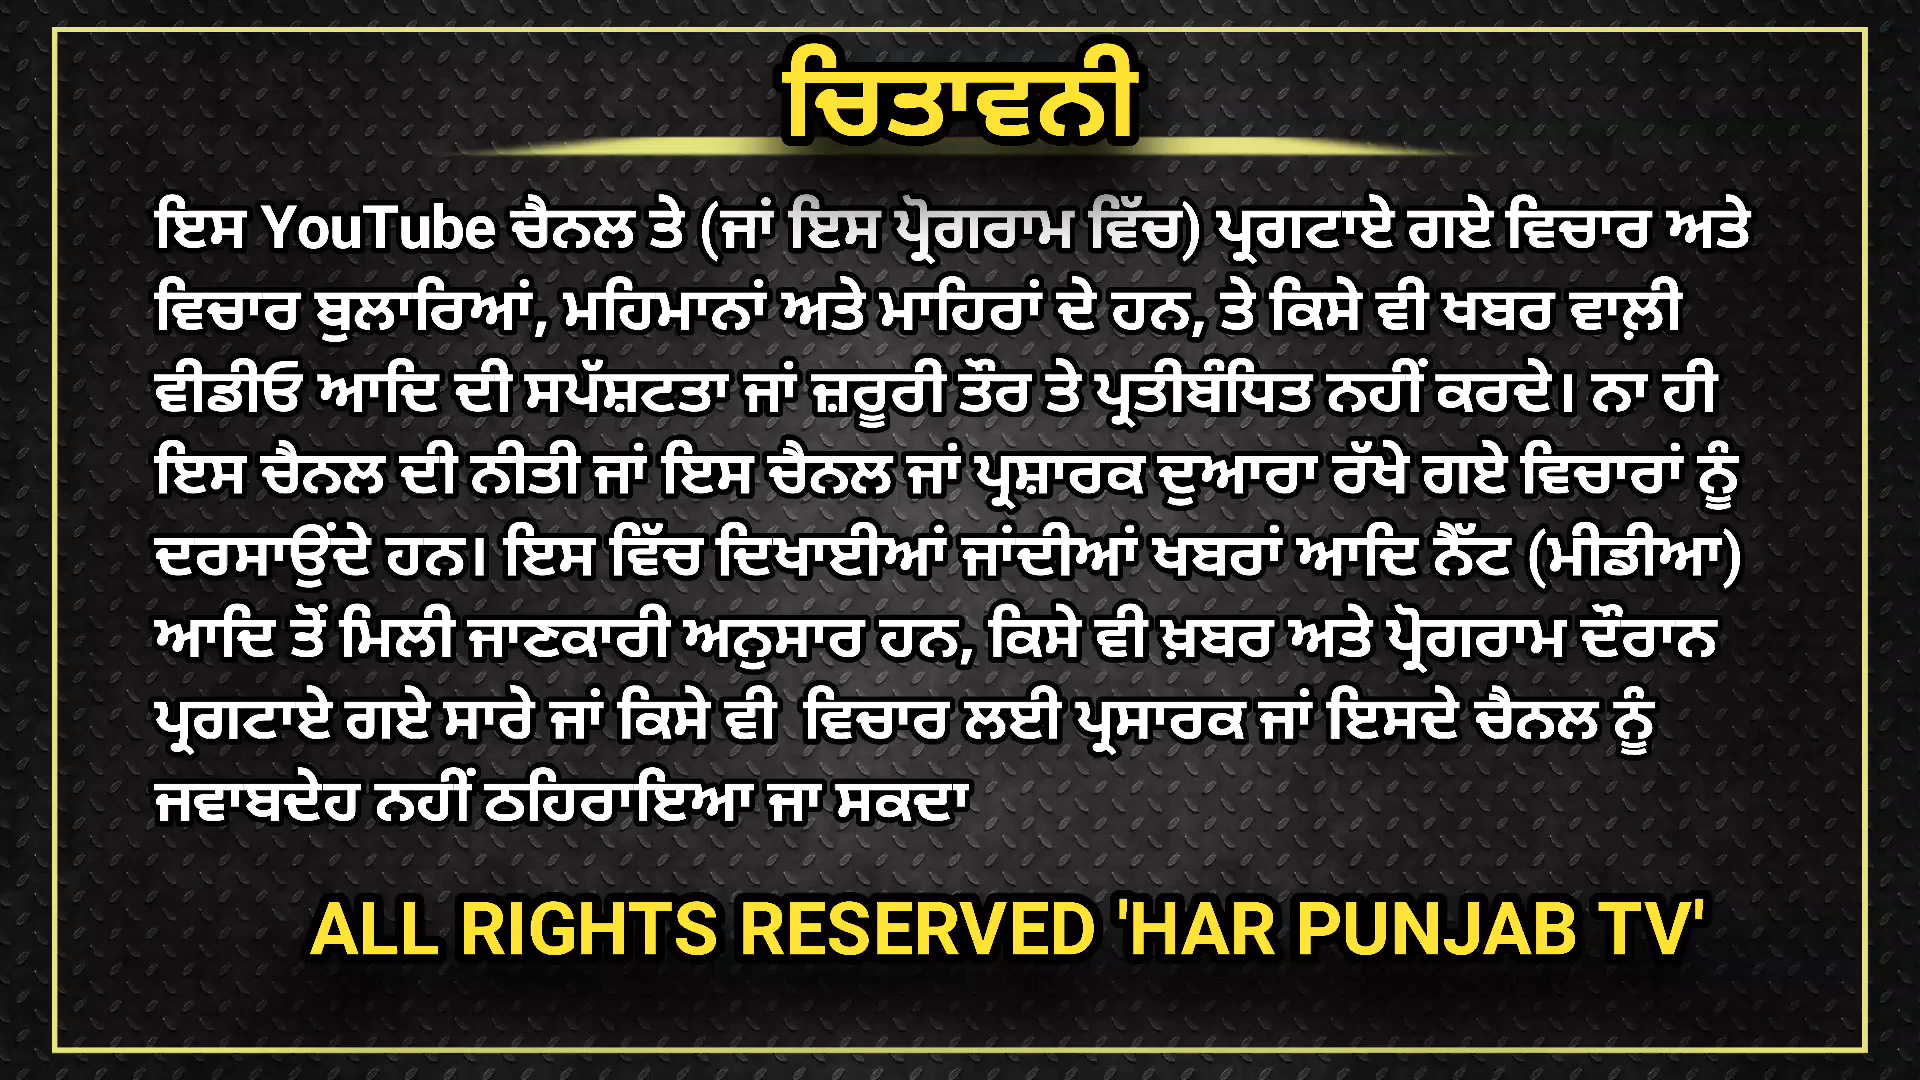 ਚਿਤਾਵਨੀ
ਇਸ YouTube ਚੈਨਲ ਤੇ (ਜਾਂ ਇਸ ਪ੍ਰੋਗਰਾਮ ਵਿੱਚ) ਪ੍ਰਗਟਾਏ ਗਏ ਵਿਚਾਰ ਅਤੇ
ਵਿਚਾਰ ਬੁਲਾਰਿਆਂ, ਮਹਿਮਾਨਾਂ ਅਤੇ ਮਾਹਿਰਾਂ ਦੇ ਹਨ, ਤੇ ਕਿਸੇ ਵੀ ਖਬਰ ਵਾਲ਼ੀ
ਵੀਡੀਓ ਆਦਿ ਦੀ ਸਪੱਸ਼ਟਤਾ ਜਾਂ ਜ਼ਰੂਰੀ ਤੌਰ ਤੇ ਪ੍ਰਤੀਬੰਧਿਤ ਨਹੀਂ ਕਰਦੇ। ਨਾ ਹੀ
ਇਸ ਚੈਨਲ ਦੀ ਨੀਤੀ ਜਾਂ ਇਸ ਚੈਨਲ ਜਾਂ ਪ੍ਰਸ਼ਾਰਕ ਦੁਆਰਾ ਰੱਖੇ ਗਏ ਵਿਚਾਰਾਂ ਨੂੰ
ਦਰਸਾਉਂਦੇ ਹਨ। ਇਸ ਵਿੱਚ ਦਿਖਾਈਆਂ ਜਾਂਦੀਆਂ ਖਬਰਾਂ ਆਦਿ ਨੈੱਟ (ਮੀਡੀਆ)
ਆਦਿ ਤੋਂ ਮਿਲੀ ਜਾਣਕਾਰੀ ਅਨੁਸਾਰ ਹਨ, ਕਿਸੇ ਵੀ ਖ਼ਬਰ ਅਤੇ ਪ੍ਰੋਗਰਾਮ ਦੌਰਾਨ
ਪ੍ਰਗਟਾਏ ਗਏ ਸਾਰੇ ਜਾਂ ਕਿਸੇ ਵੀ ਵਿਚਾਰ ਲਈ ਪ੍ਰਸਾਰਕ ਜਾਂ ਇਸਦੇ ਚੈਨਲ ਨੂੰ
ਜਵਾਬਦੇਹ ਨਹੀਂ ਠਹਿਰਾਇਆ ਜਾ ਸਕਦਾ
ALL RIGHTS RESERVED 'HAR PUNJAB TV'